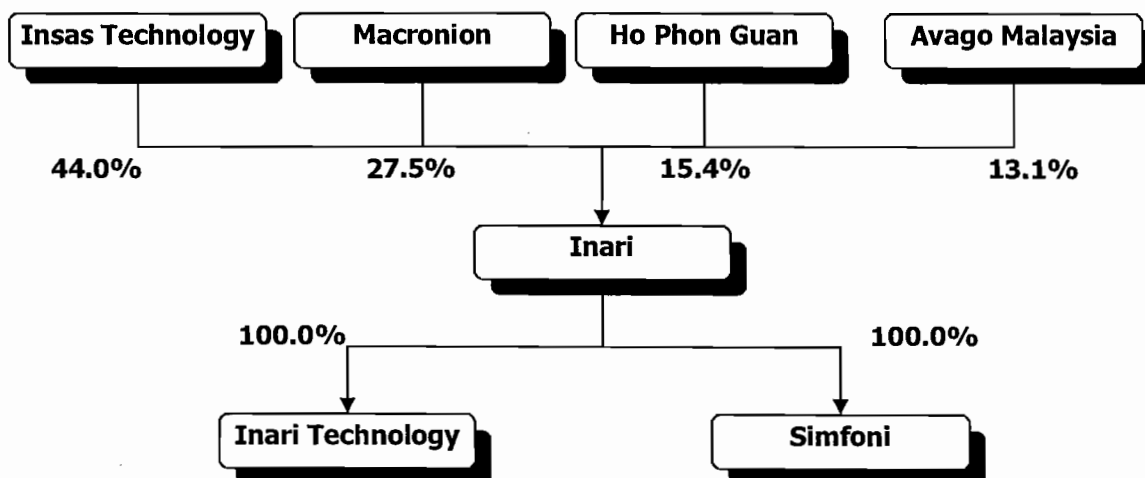 Insas Technology
Macronion
Ho Phon Guan
Avago Malaysia
44.0%
27.5%
15.4%
13.1%
Inari
100.0%
100.0%
Inari Technology
Simfoni